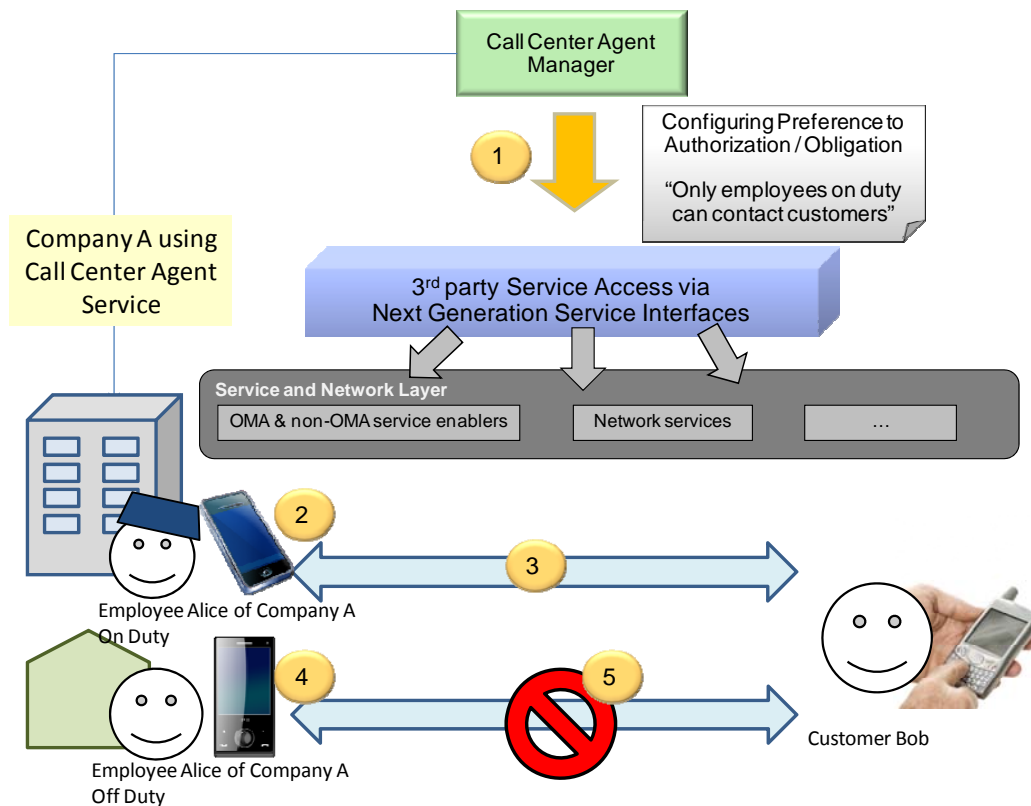 Call Center Agent
Manager
1
Configuring Preference to
Authorization / Obligation
“Only employees on duty
can contact customers”
Company A using
Call Center Agent
Service
3rd party Service Access via
Next Generation Service Interfaces
Service and Network Layer
OMA & non-OMA service enablers
Network services
…
2
3
Employee Alice of Company A
On Duty
4
5
Employee Alice of Company A
Off Duty
Customer Bob